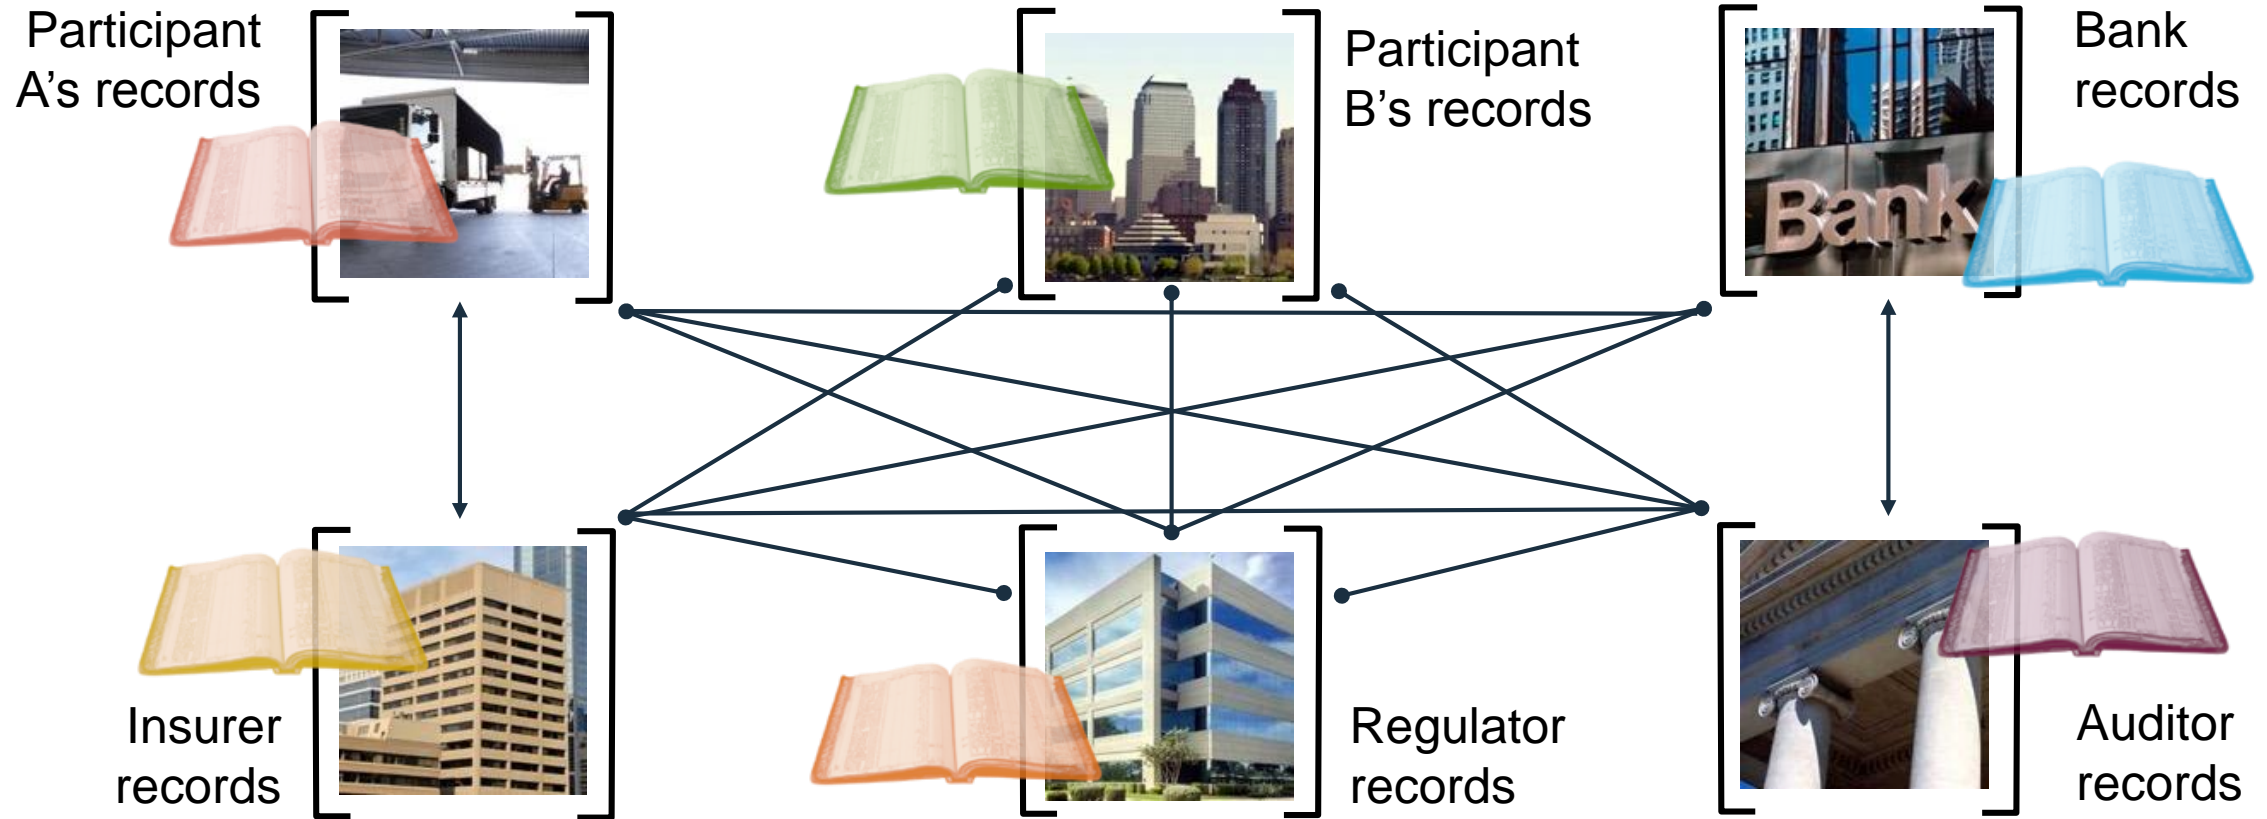 Participant
A’s records
Participant
B’s records
Bank
records
Bank
Insurer
records
Regulator
records
Auditor
records